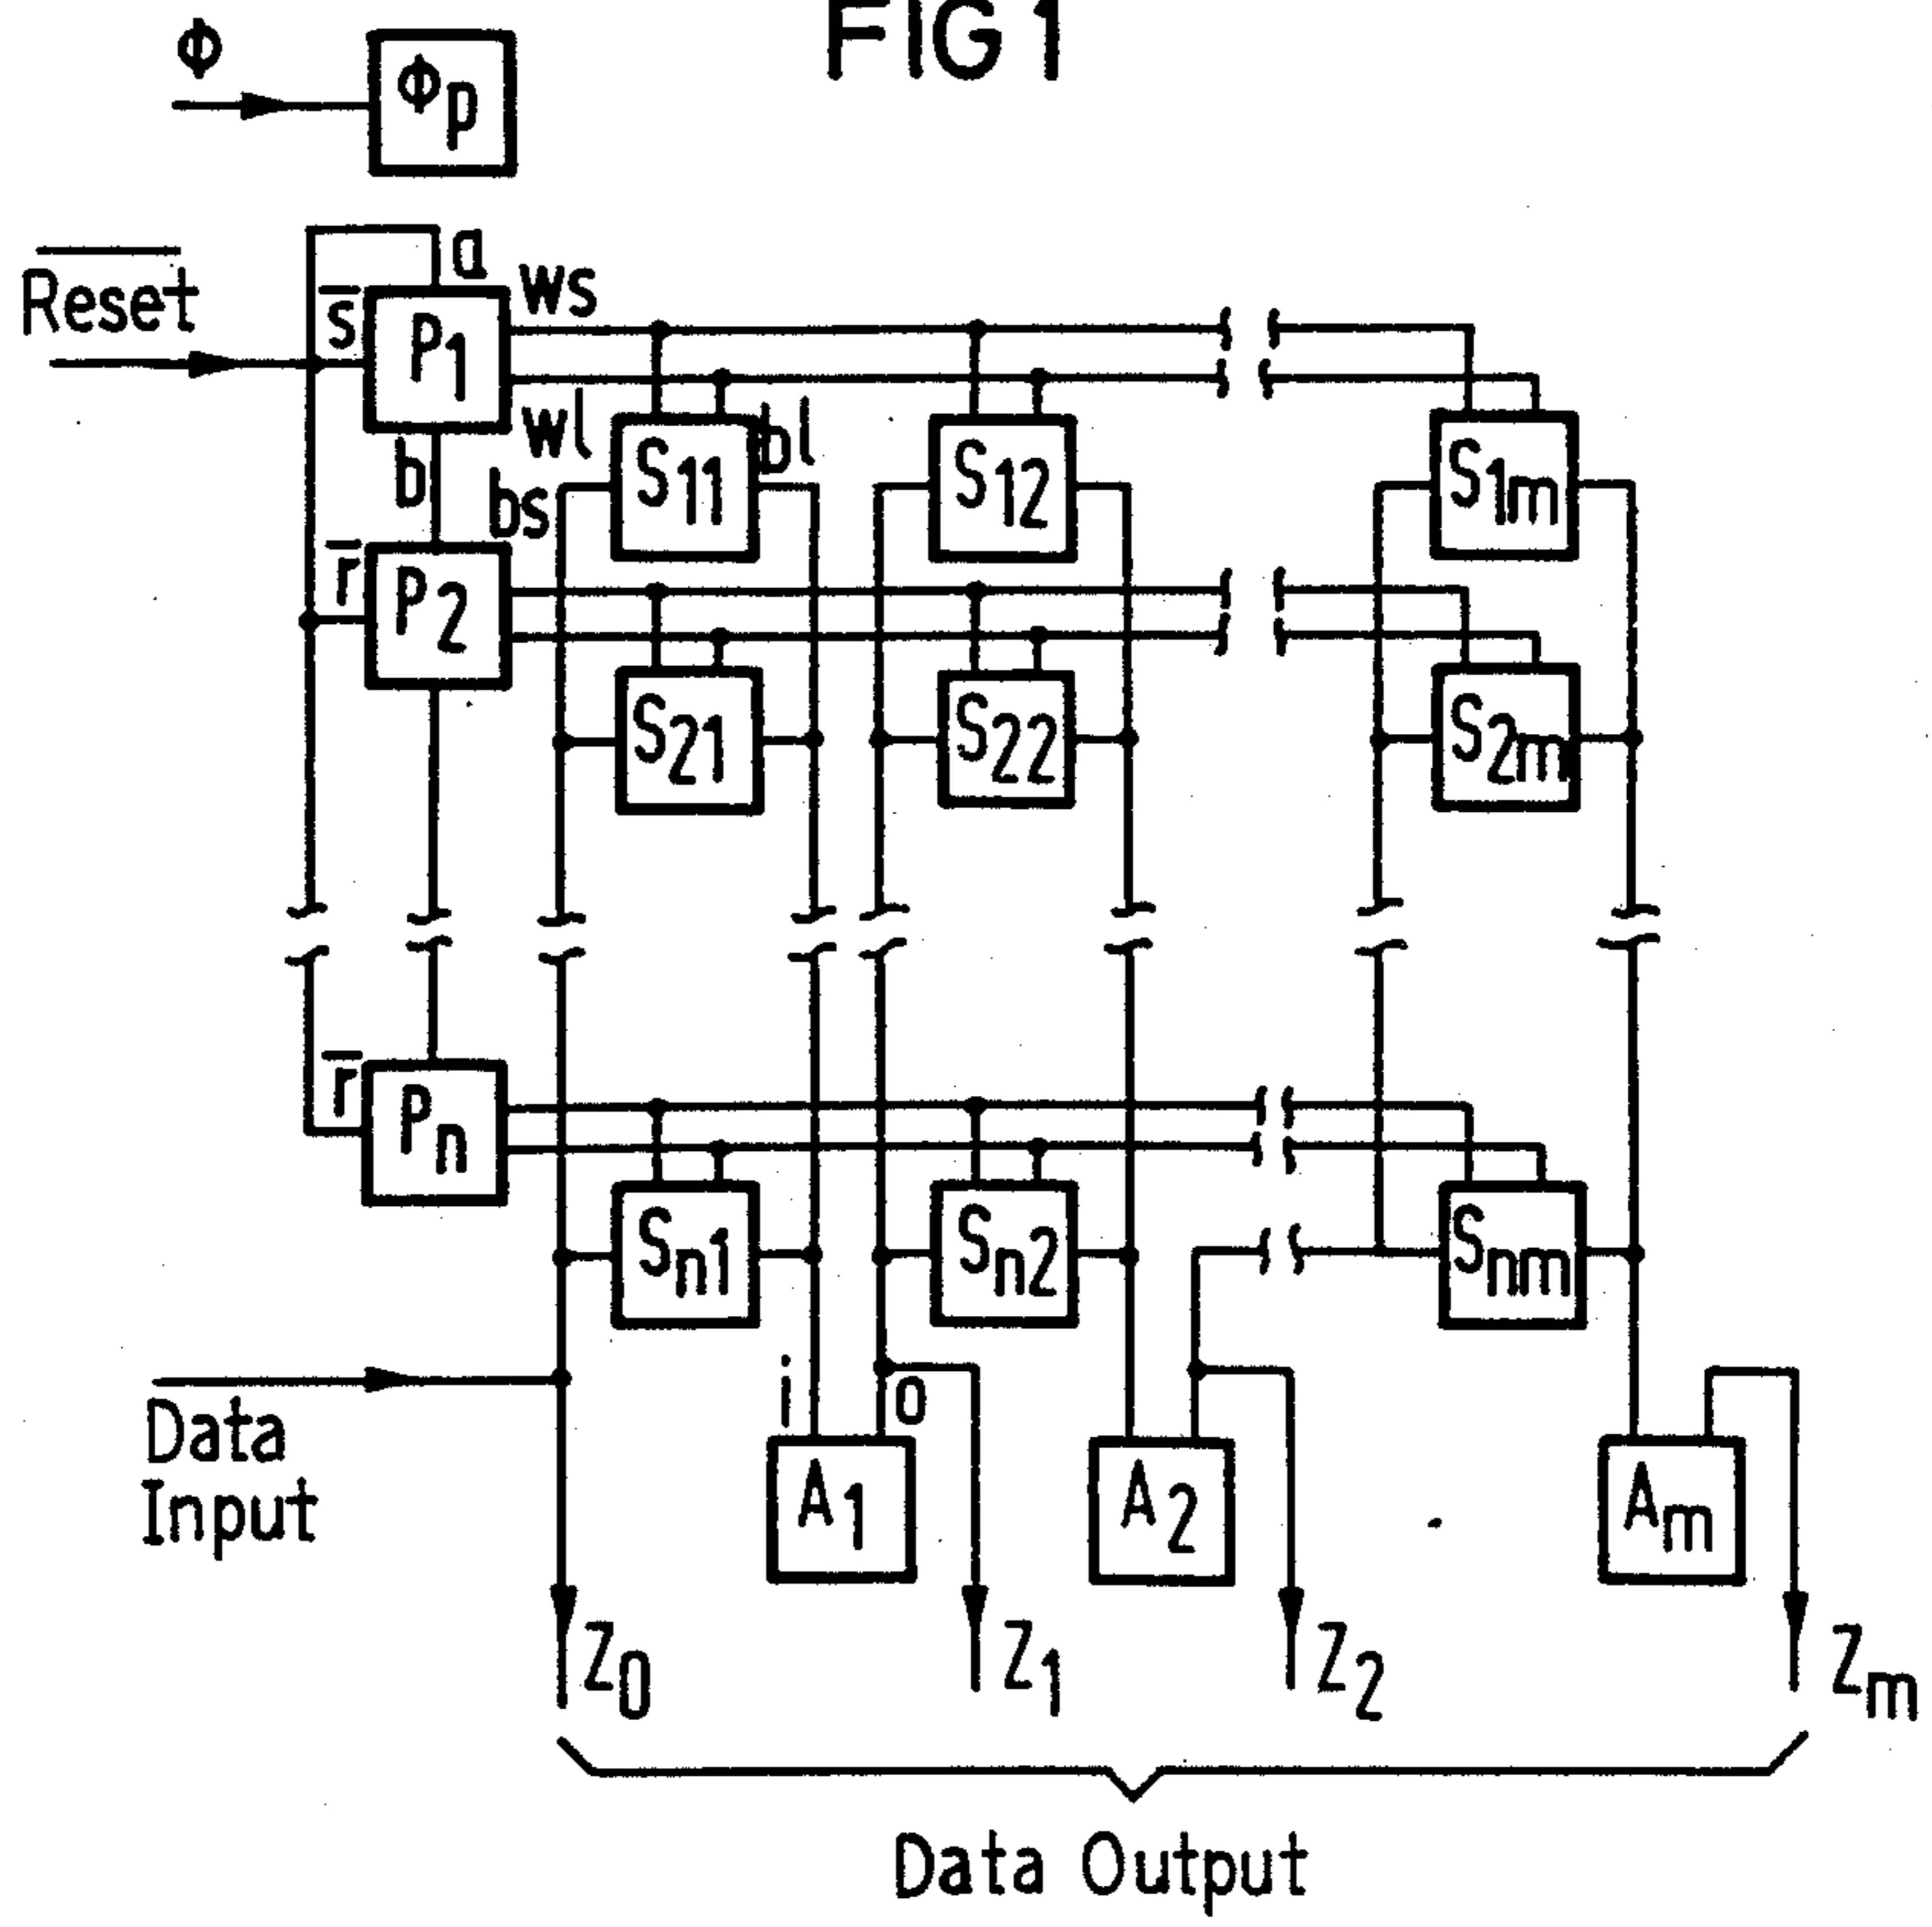 FIG 1
Φ
Φp
a
R̅e̅s̅e̅t̅
s̅
P1
ws
wl
b
bs
S11
bl
S12
S1m
r̅
P2
S21
S22
S2m
r̅
Pn
Sn1
Sn2
Snm
Data
Input
i
o
A1
A2
Am
Z0
Z1
Z2
Zm
Data Output